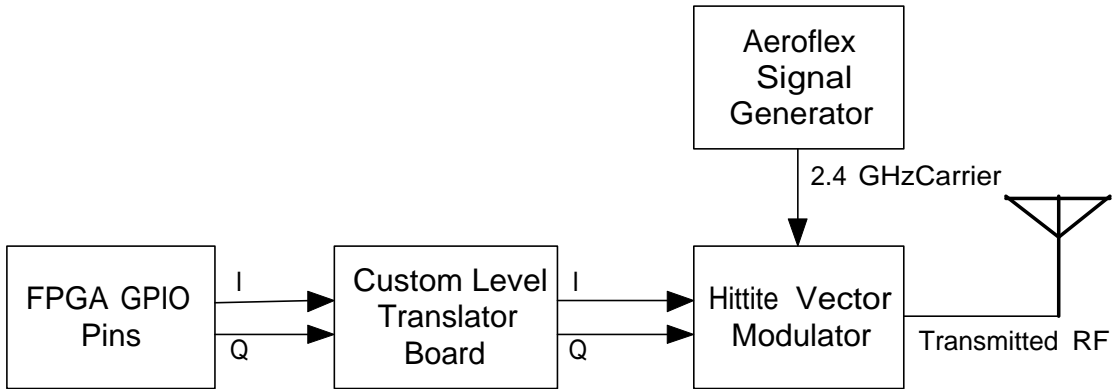 Aeroflex
Signal
Generator
2.4 GHzCarrier
FPGA GPIO
Pins
I
Q
Custom Level
Translator
Board
I
Q
Hittite Vector
Modulator
Transmitted RF